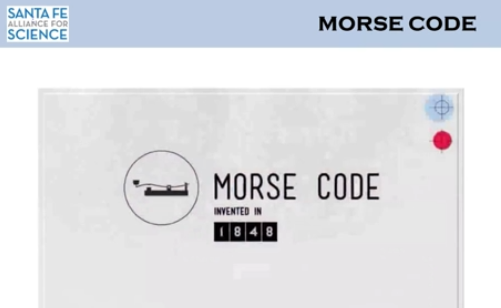 SANTA FE
ALLIANCE FOR
SCIENCE
MORSE CODE
MORSE CODE
INVENTED IN
1848